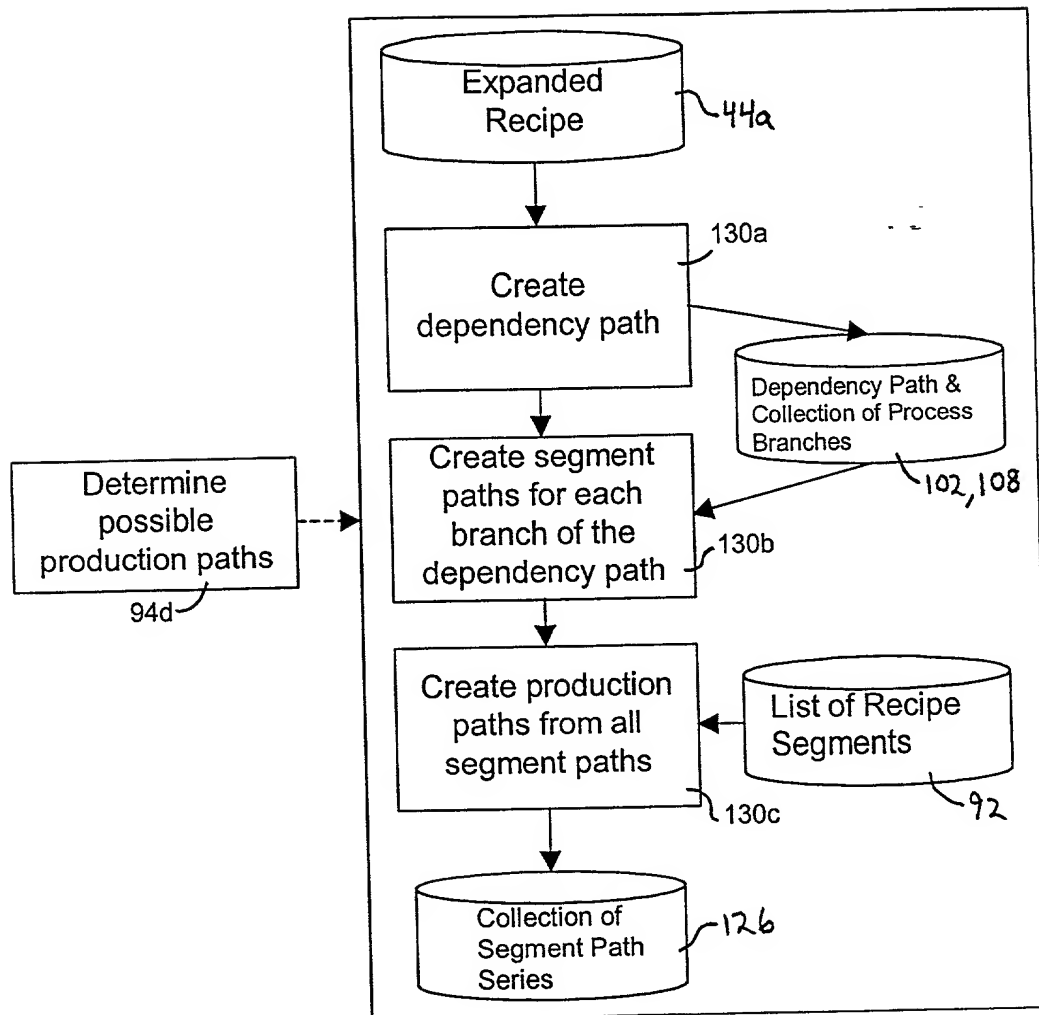 Expanded
Recipe
44a
130a
Create
dependency path
Dependency Path &
Collection of Process
Branches
102,108
Create segment
paths for each
branch of the
dependency path
130b
Determine
possible
production paths
94d
Create production
paths from all
segment paths
130c
List of Recipe
Segments
92
Collection of
Segment Path
Series
126